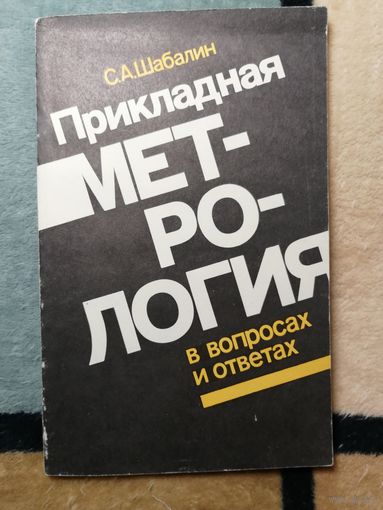 С.А.Шабалин
Прикладная
МЕТ-
РО-
ЛОГИЯ
в вопросах
и ответах